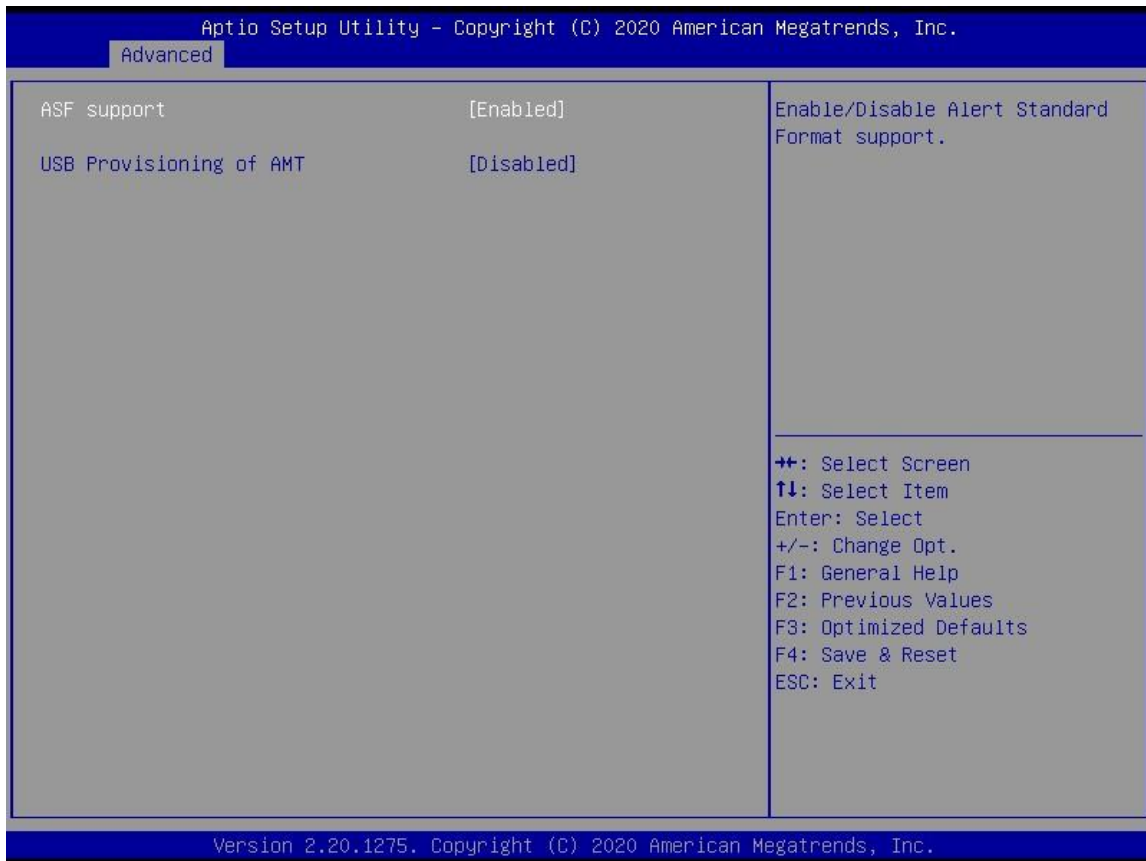 Aptio Setup Utility – Copyright (C) 2020 American Megatrends, Inc.
Advanced
ASF support [Enabled]
USB Provisioning of AMT [Disabled]
Enable/Disable Alert Standard
Format support.
→←: Select Screen
↑↓: Select Item
Enter: Select
+/-: Change Opt.
F1: General Help
F2: Previous Values
F3: Optimized Defaults
F4: Save & Reset
ESC: Exit
Version 2.20.1275. Copyright (C) 2020 American Megatrends, Inc.